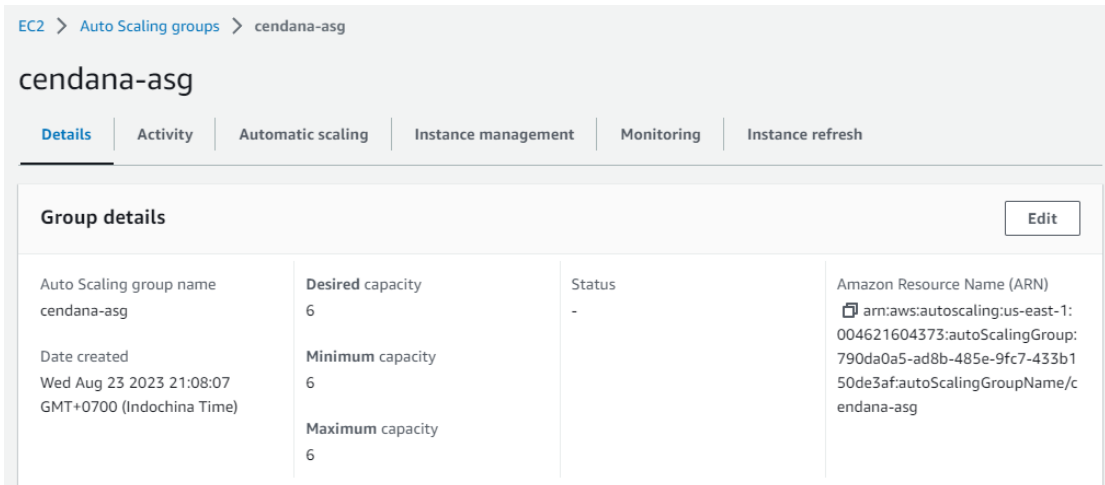 EC2 > Auto Scaling groups > cendana-asg
cendana-asg
Details Activity Automatic scaling Instance management Monitoring Instance refresh
Group details
Edit
Auto Scaling group name
cendana-asg
Date created
Wed Aug 23 2023 21:08:07
GMT+0700 (Indochina Time)
Desired capacity
6
Minimum capacity
6
Maximum capacity
6
Status
-
Amazon Resource Name (ARN)
arn:aws:autoscaling:us-east-1:
004621604373:autoScalingGroup:
790da0a5-ad8b-485e-9fc7-433b1
50de3af:autoScalingGroupName/c
endana-asg